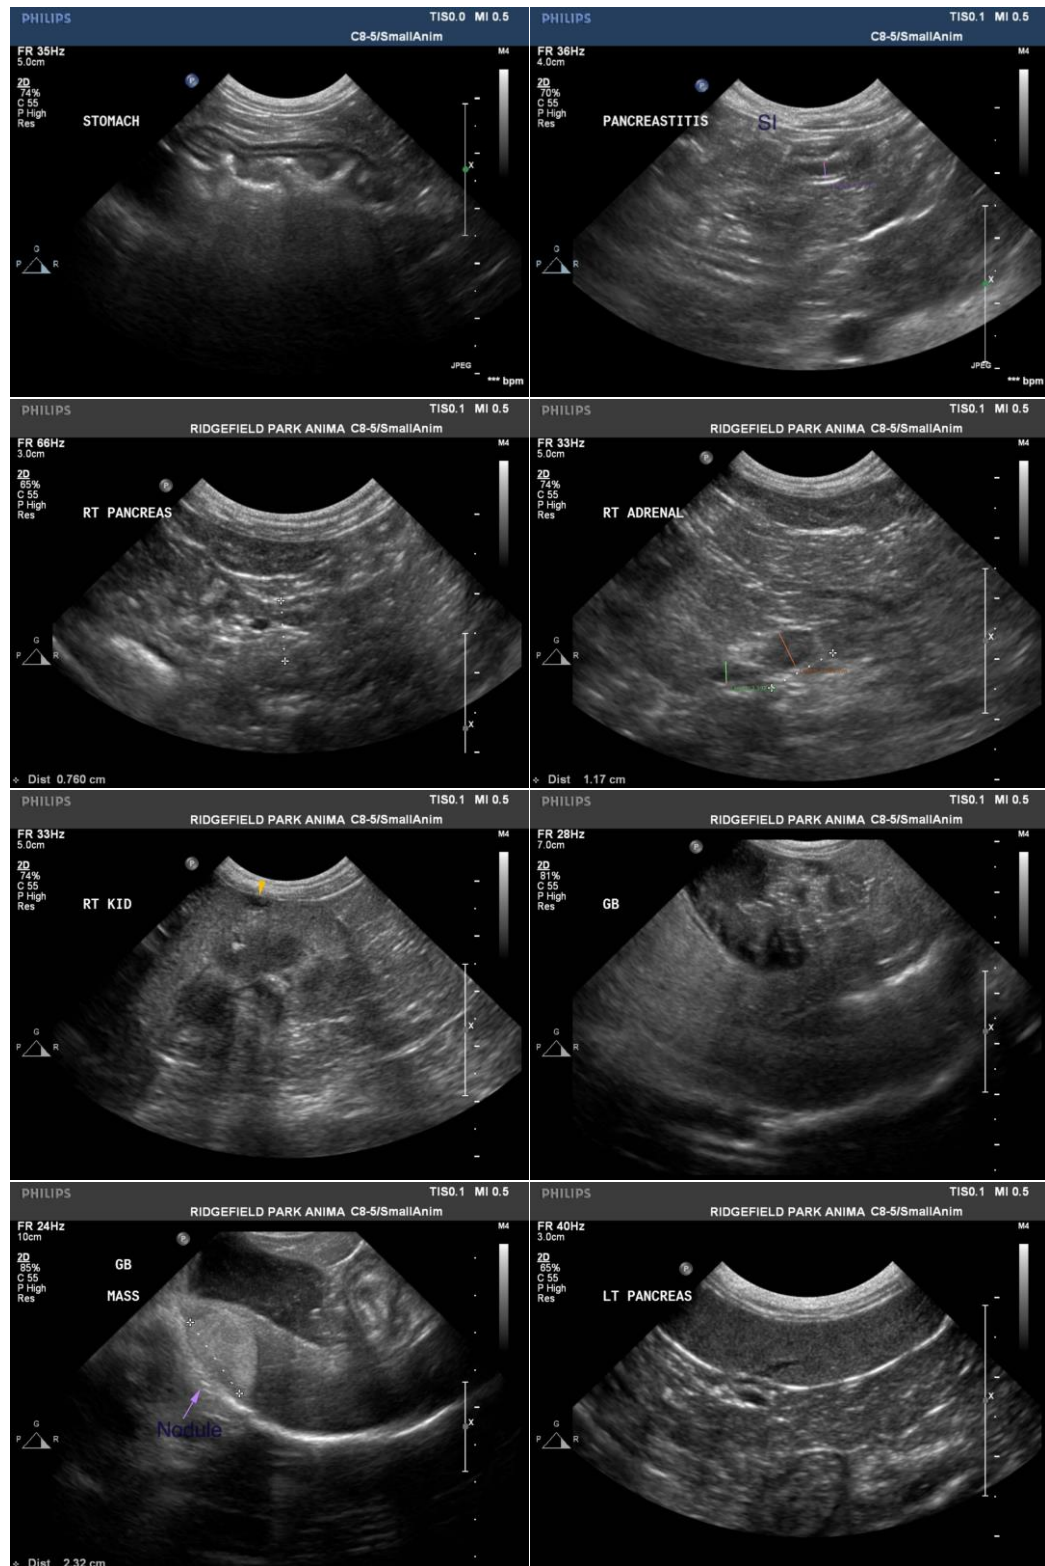 PHILIPS
TIS0.0 MI 0.5
C8-5/SmallAnim
FR 35Hz
5.0cm
M4
2D
74%
C 55
P High
Res
P
STOMACH
X
G
P R
JPEG
*** bpm
PHILIPS
TIS0.1 MI 0.5
C8-5/SmallAnim
FR 36Hz
4.0cm
M4
2D
70%
C 55
P High
Res
P
PANCREASTITIS
SI
X
G
P R
JPEG
*** bpm
PHILIPS
TIS0.1 MI 0.5
RIDGEFIELD PARK ANIMA C8-5/SmallAnim
FR 66Hz
3.0cm
M4
2D
65%
C 55
P High
Res
P
RT PANCREAS
X
G
P R
Dist 0.760 cm
PHILIPS
TIS0.1 MI 0.5
RIDGEFIELD PARK ANIMA C8-5/SmallAnim
FR 33Hz
5.0cm
M4
2D
74%
C 55
P High
Res
P
RT ADRENAL
X
G
P R
Dist 1.17 cm
PHILIPS
TIS0.1 MI 0.5
RIDGEFIELD PARK ANIMA C8-5/SmallAnim
FR 33Hz
5.0cm
M4
2D
74%
C 55
P High
Res
P
RT KID
X
G
P R
PHILIPS
TIS0.1 MI 0.5
RIDGEFIELD PARK ANIMA C8-5/SmallAnim
FR 28Hz
7.0cm
M4
2D
81%
C 55
P High
Res
P
GB
X
G
P R
PHILIPS
TIS0.1 MI 0.5
RIDGEFIELD PARK ANIMA C8-5/SmallAnim
FR 24Hz
10cm
M4
2D
85%
C 55
P High
Res
P
GB
MASS
X
Nodule
G
P R
Dist 2.32 cm
PHILIPS
TIS0.1 MI 0.5
RIDGEFIELD PARK ANIMA C8-5/SmallAnim
FR 40Hz
3.0cm
M4
2D
65%
C 55
P High
Res
P
LT PANCREAS
X
G
P R